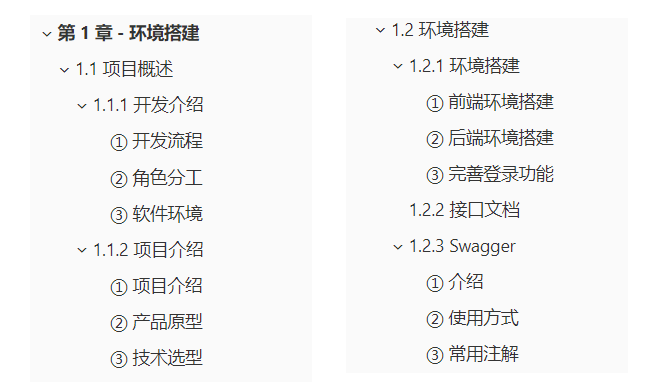 第 1 章 - 环境搭建
1.1 项目概述
1.1.1 开发介绍
① 开发流程
② 角色分工
③ 软件环境
1.1.2 项目介绍
① 项目介绍
② 产品原型
③ 技术选型
1.2 环境搭建
1.2.1 环境搭建
① 前端环境搭建
② 后端环境搭建
③ 完善登录功能
1.2.2 接口文档
1.2.3 Swagger
① 介绍
② 使用方式
③ 常用注解